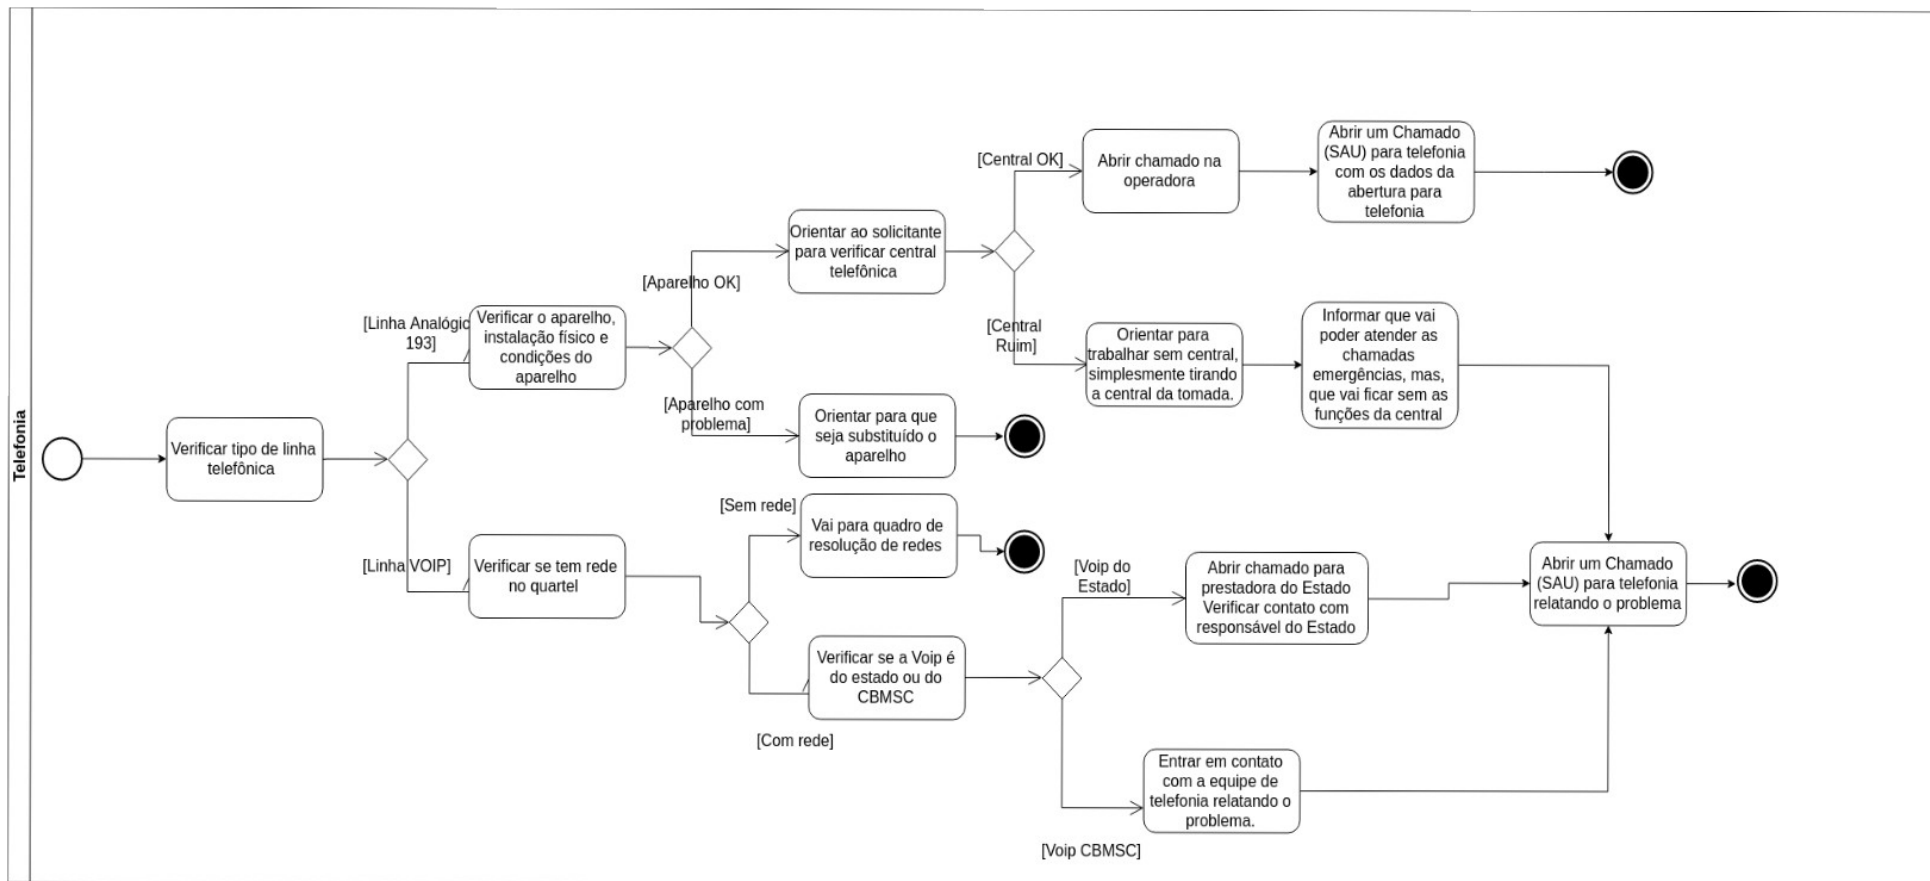 Telefonia
Verificar tipo de linha
telefônica
[Linha Analógic
193]
Verificar o aparelho,
instalação físico e
condições do
aparelho
[Aparelho OK]
Orientar ao solicitante
para verificar central
telefônica
[Central OK]
Abrir chamado na
operadora
Abrir um Chamado
(SAU) para telefonia
com os dados da
abertura para
telefonia
[Central
Ruim]
Orientar para
trabalhar sem central,
simplesmente tirando
a central da tomada.
Informar que vai
poder atender as
chamadas
emergências, mas,
que vai ficar sem as
funções da central
[Aparelho com
problema]
Orientar para que
seja substituído o
aparelho
[Linha VOIP]
Verificar se tem rede
no quartel
[Sem rede]
Vai para quadro de
resolução de redes
[Com rede]
Verificar se a Voip é
do estado ou do
CBMSC
[Voip do
Estado]
Abrir chamado para
prestadora do Estado
Verificar contato com
responsável do Estado
[Voip CBMSC]
Entrar em contato
com a equipe de
telefonia relatando o
problema.
Abrir um Chamado
(SAU) para telefonia
relatando o problema